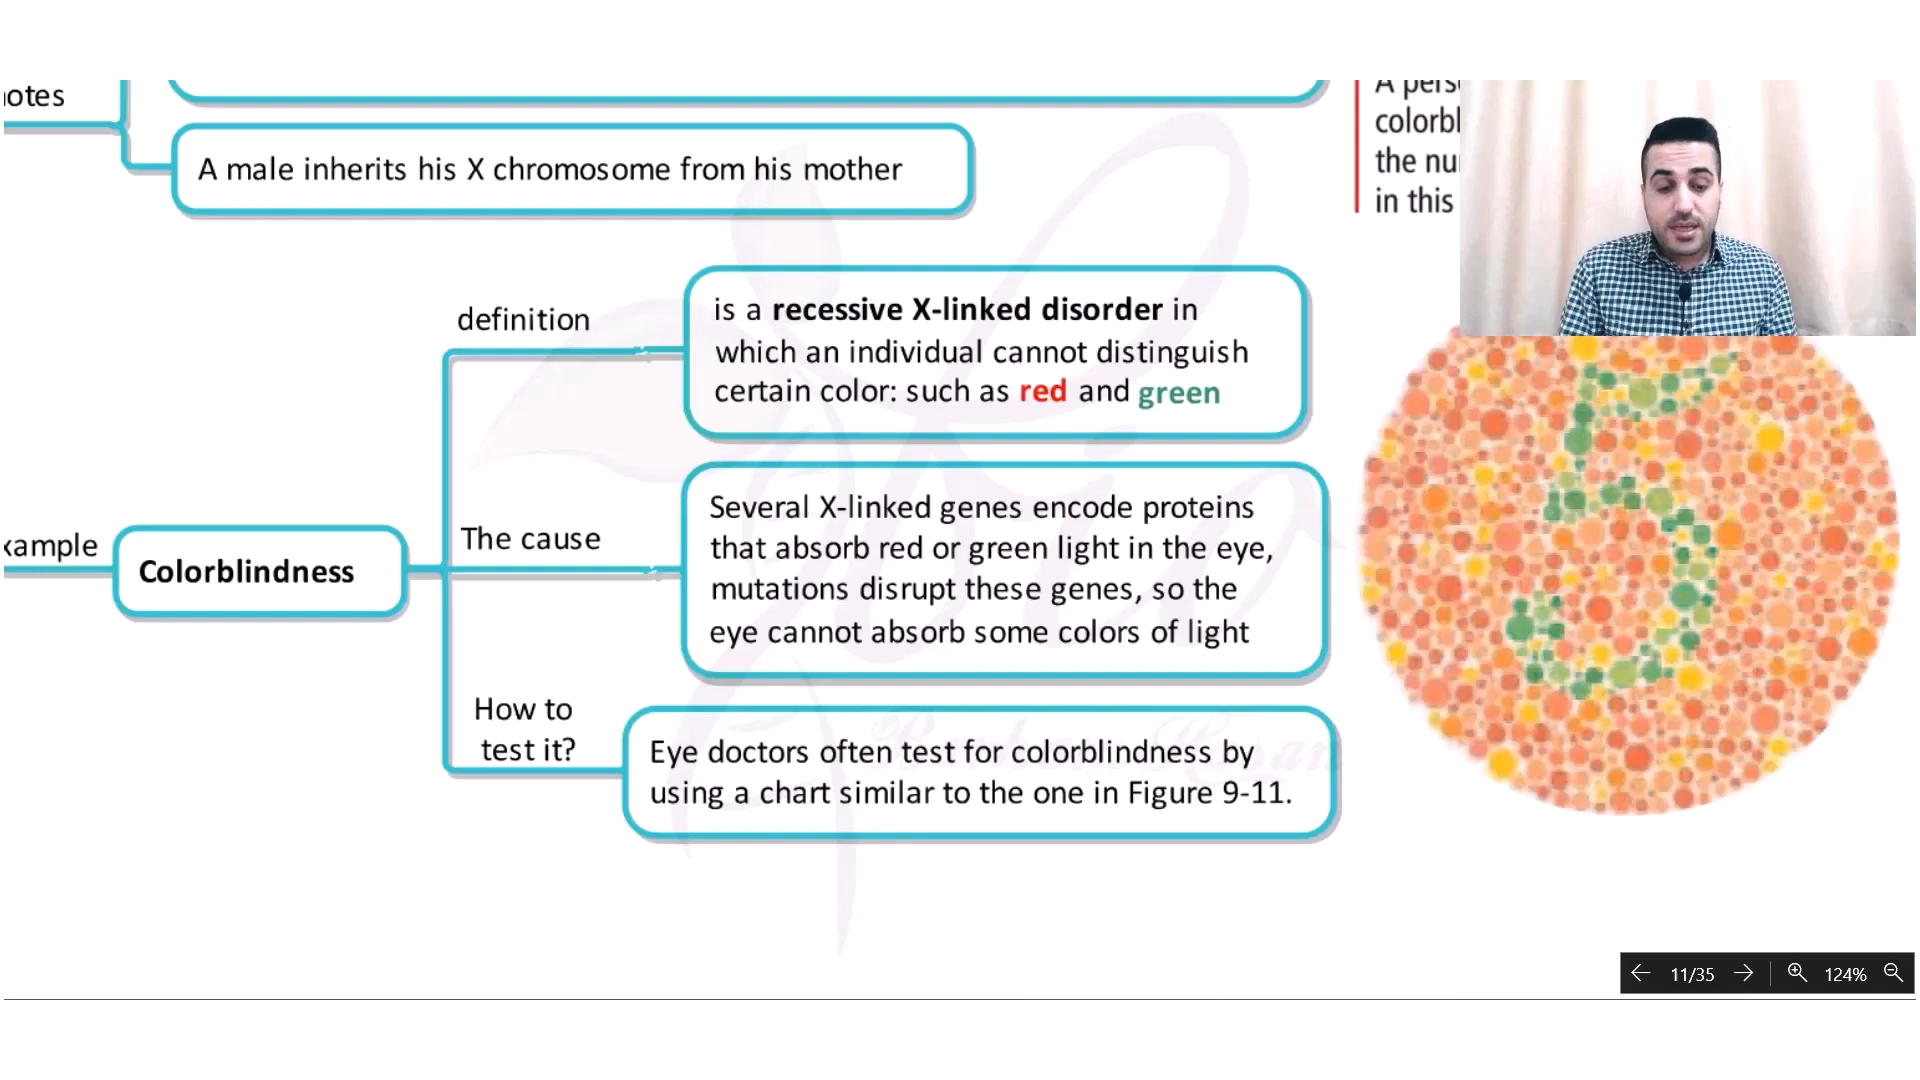 otes
A male inherits his X chromosome from his mother
A pers
colorbl
the nu
in this
definition
is a recessive X-linked disorder in
which an individual cannot distinguish
certain color: such as red and green
xample
Colorblindness
The cause
Several X-linked genes encode proteins
that absorb red or green light in the eye,
mutations disrupt these genes, so the
eye cannot absorb some colors of light
How to
test it?
Eye doctors often test for colorblindness by
using a chart similar to the one in Figure 9-11.
5
11/35
124%